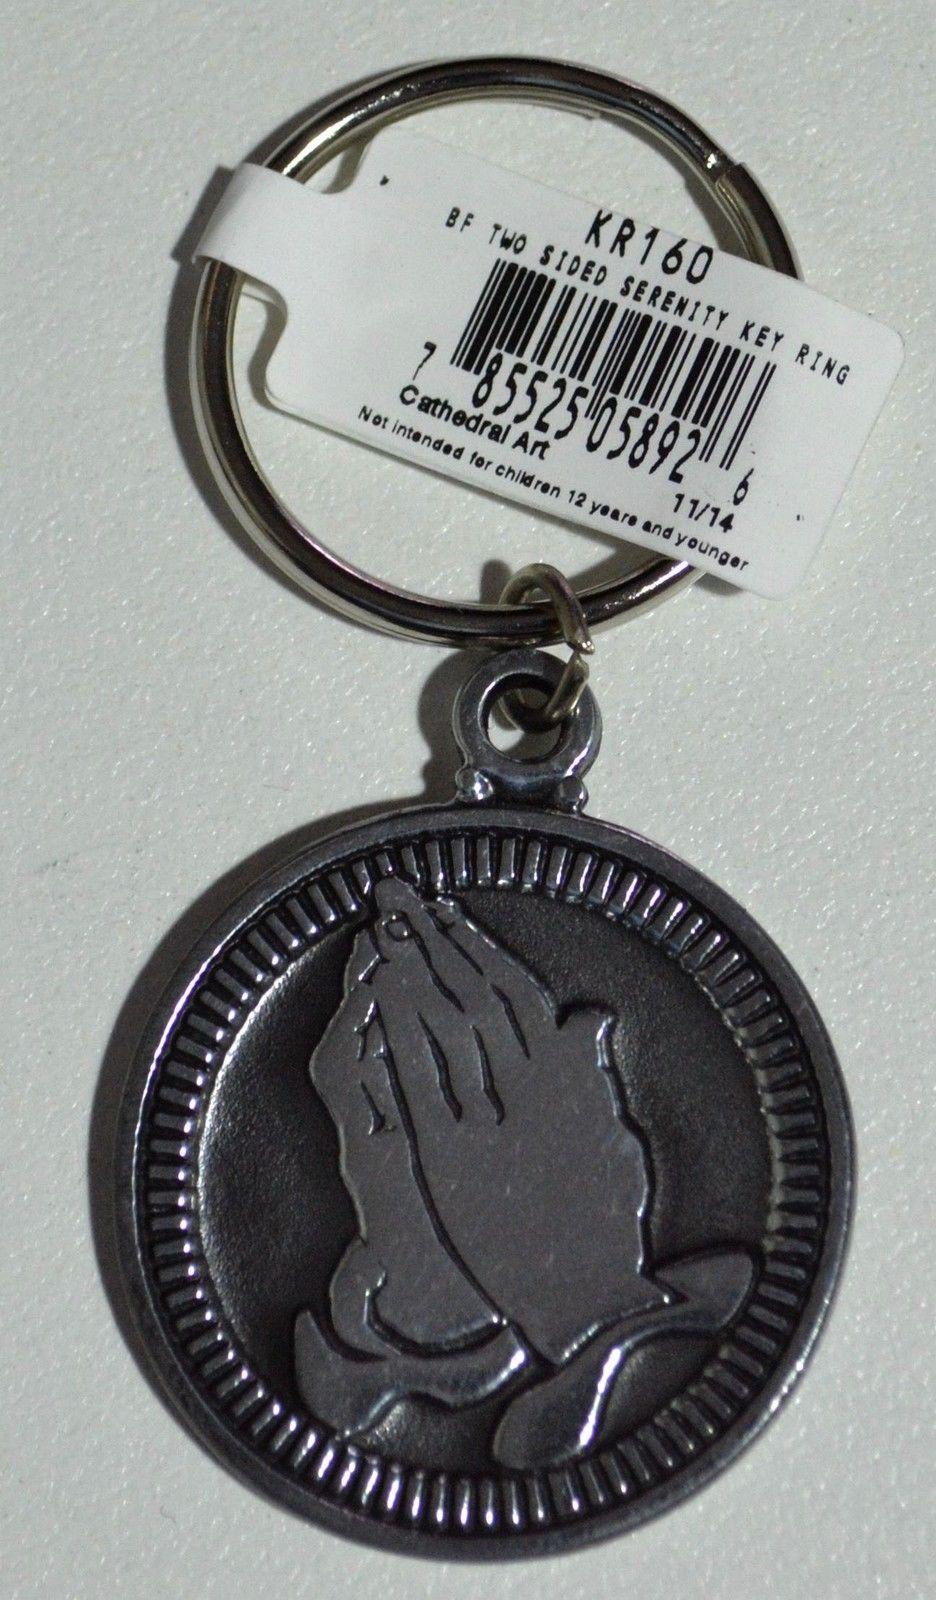 KR160
BF TWO SIDED SERENITY KEY RING
7 85525 05892 6
Cathedral Art
11/14
Not intended for children 12 years and younger